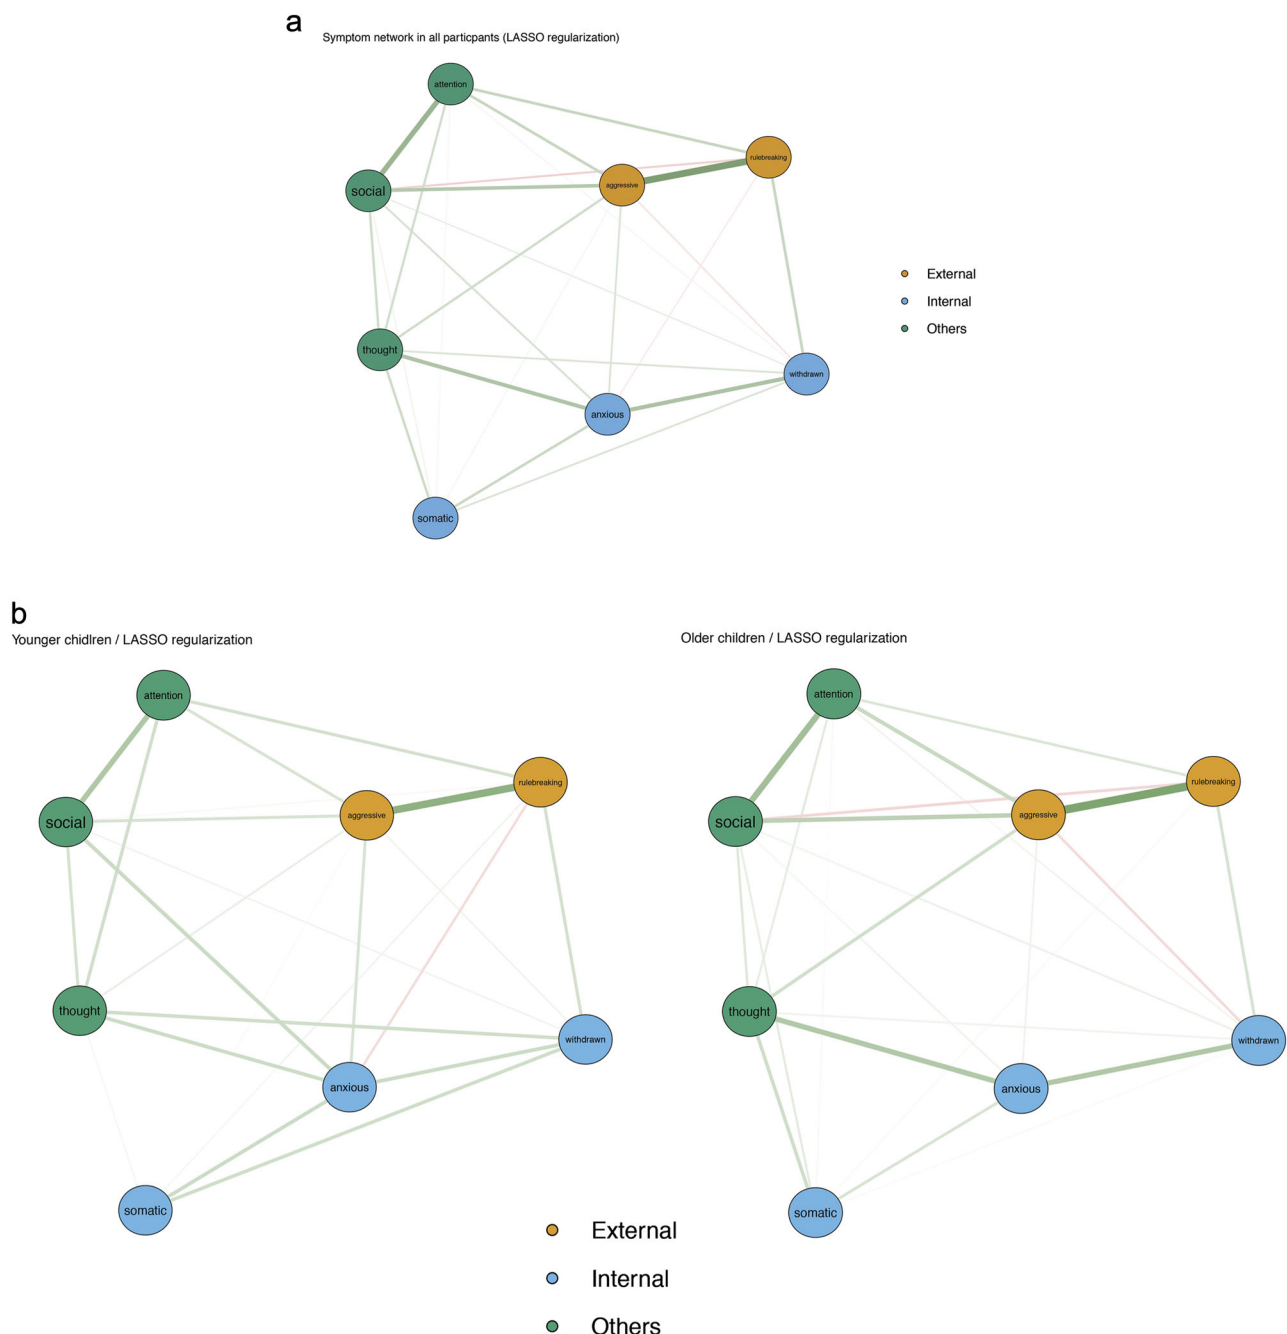 a
Symptom network in all particpants (LASSO regularization)
attention
rulebreaking
aggressive
social
External
Internal
Others
thought
withdrawn
anxious
somatic
b
Younger chidlren / LASSO regularization
attention
rulebreaking
aggressive
social
thought
withdrawn
anxious
somatic
Older children / LASSO regularization
attention
rulebreaking
aggressive
social
thought
withdrawn
anxious
somatic
External
Internal
Others